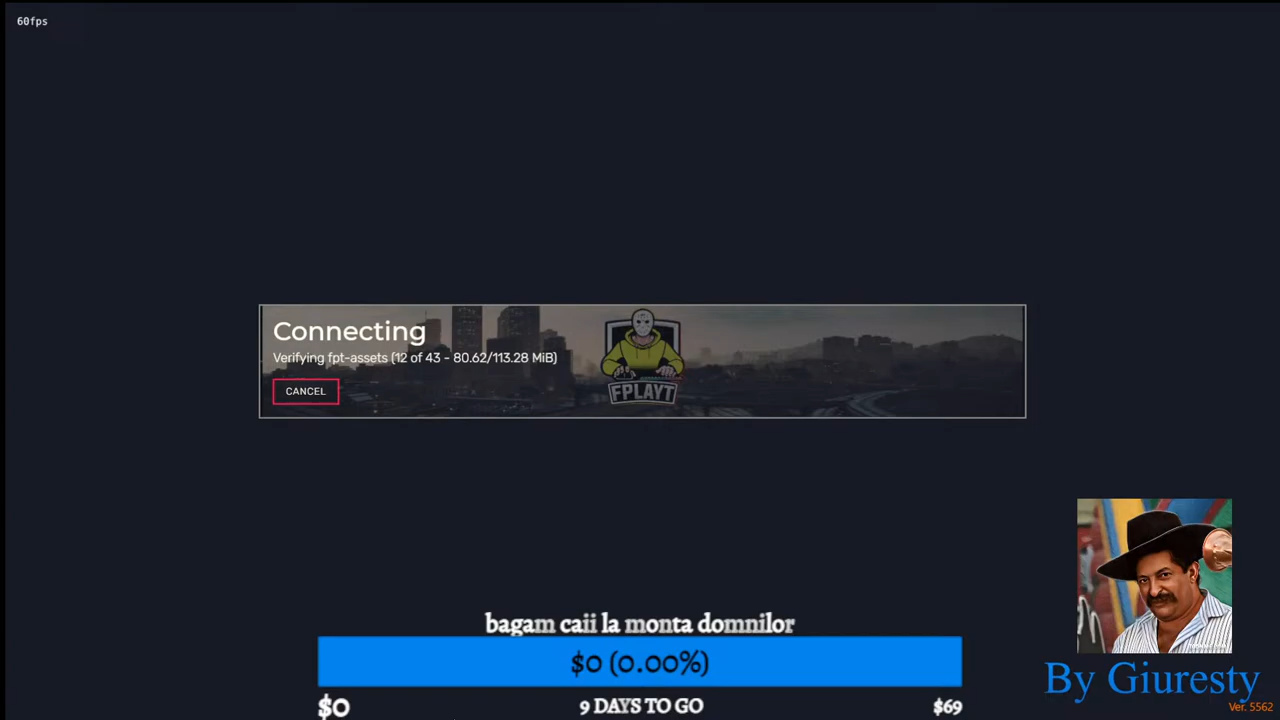 60fps
Connecting
Verifying fpt-assets (12 of 43 - 80.62/113.28 MiB)
CANCEL
FPLAYT
bagam caii la monta domnilor
$0 (0.00%)
$0 9 DAYS TO GO $69
By Giuresty
Ver. 5562